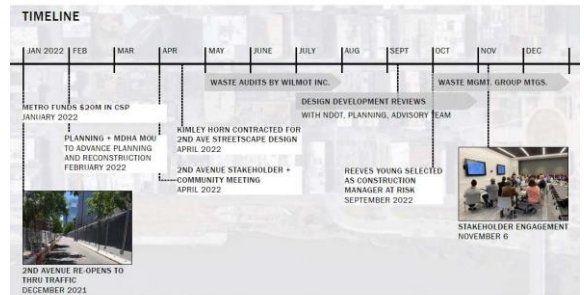 TIMELINE
JAN 2022 FEB MAR APR MAY JUNE JULY AUG SEPT OCT NOV DEC
WASTE AUDITS BY WILMOT INC.
WASTE MGMT. GROUP MTGS.
DESIGN DEVELOPMENT REVIEWS
WITH NDOT, PLANNING, ADVISORY TEAM
METRO FUNDS $20M IN CSP
JANUARY 2022
PLANNING + MDHA MOU
TO ADVANCE PLANNING
AND RECONSTRUCTION
FEBRUARY 2022
KIMLEY HORN CONTRACTED FOR
2ND AVE STREETSCAPE DESIGN
APRIL 2022
2ND AVENUE STAKEHOLDER +
COMMUNITY MEETING
APRIL 2022
REEVES YOUNG SELECTED
AS CONSTRUCTION
MANAGER AT RISK
SEPTEMBER 2022
STAKEHOLDER ENGAGEMENT
NOVEMBER 6
2ND AVENUE RE-OPENS TO
THRU TRAFFIC
DECEMBER 2021